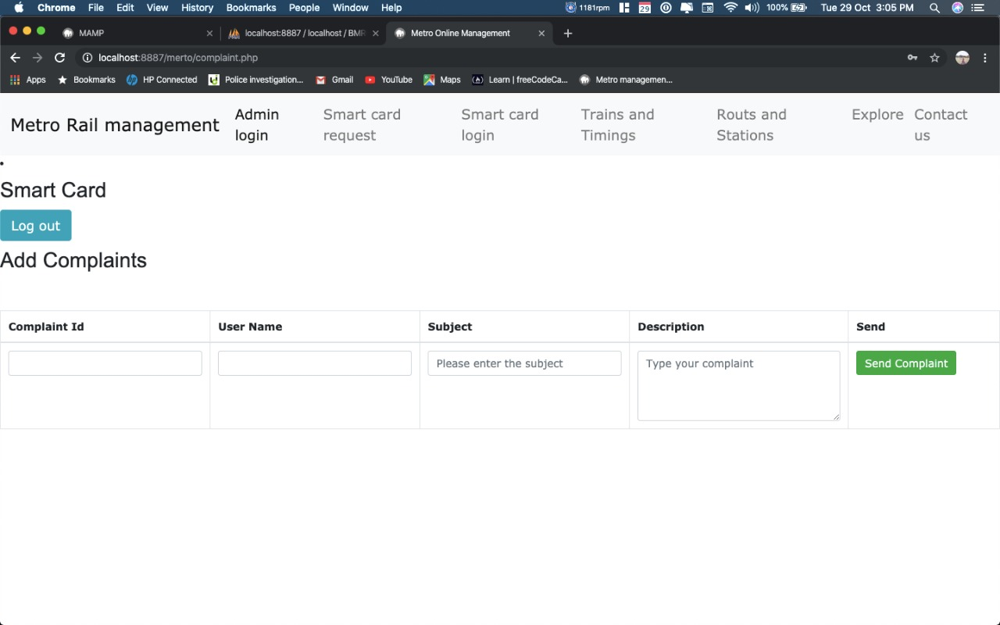 Chrome File Edit View History Bookmarks People Window Help 1181rpm 29 100% Tue 29 Oct 3:05 PM
MAMP localhost:8887 / localhost / BMR Metro Online Management
localhost:8887/merto/complaint.php
Apps Bookmarks HP Connected Police investigation... Gmail YouTube Maps Learn | freeCodeCa... Metro managemen...
Metro Rail management
Admin login
Smart card request
Smart card login
Trains and Timings
Routs and Stations
Explore
Contact us
Smart Card
Log out
Add Complaints
Complaint Id User Name Subject Description Send
Please enter the subject Type your complaint Send Complaint